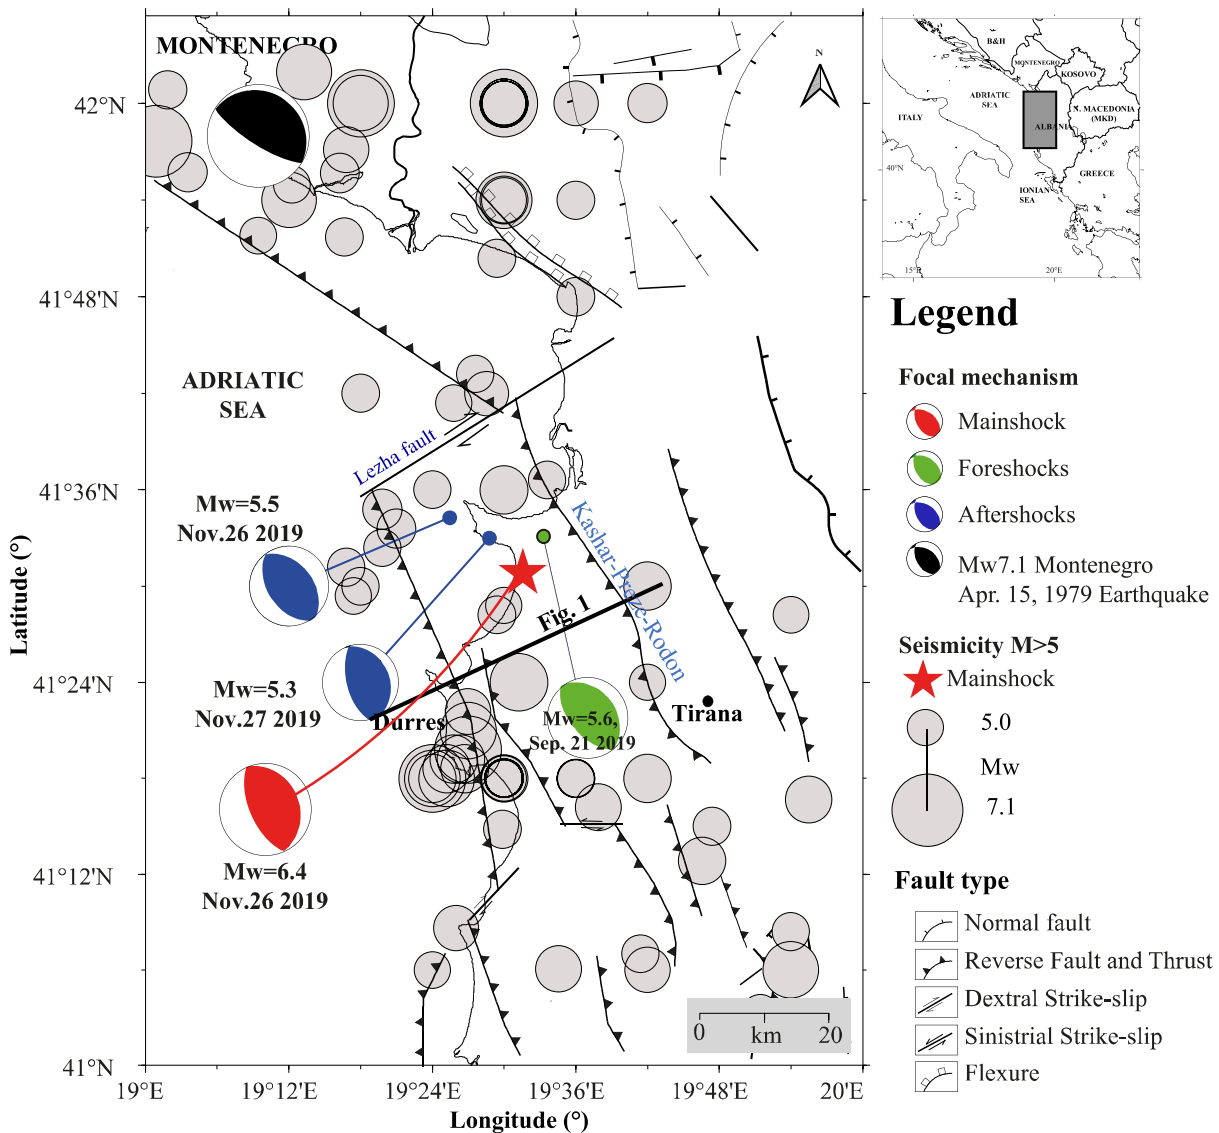 MONTENEGRO
N
42°N
41°48'N
41°36'N
41°24'N
41°12'N
41°N
Latitude (°)
ADRIATIC
SEA
Lezha fault
Mw=5.5
Nov.26 2019
Kashar-Preze-Rodon
Fig. 1
Mw=5.3
Nov.27 2019
Durres
Mw=5.6,
Sep. 21 2019
Tirana
Mw=6.4
Nov.26 2019
0
km
20
19°E
19°12'E
19°24'E
19°36'E
19°48'E
20°E
Longitude (°)
B&H
MONTENEGRO
KOSOVO
ADRIATIC
SEA
N. MACEDONIA
(MKD)
ITALY
ALBANIA
40°N
GREECE
IONIAN
SEA
15°E
20°E
Legend
Focal mechanism
Mainshock
Foreshocks
Aftershocks
Mw7.1 Montenegro
Apr. 15, 1979 Earthquake
Seismicity M>5
Mainshock
5.0
Mw
7.1
Fault type
Normal fault
Reverse Fault and Thrust
Dextral Strike-slip
Sinistrial Strike-slip
Flexure